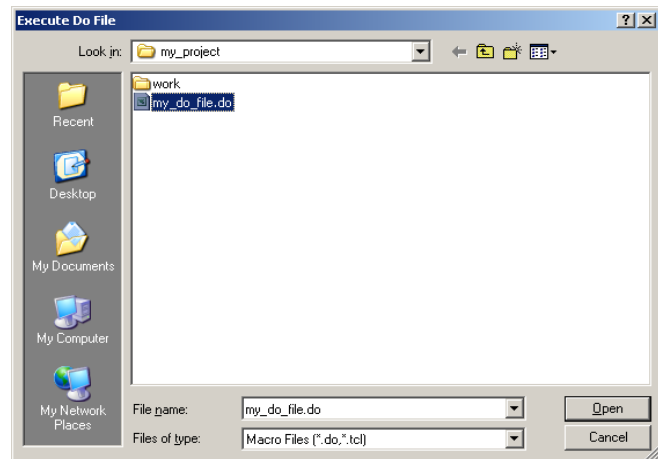 Execute Do File
Look in: my_project
work
my_do_file.do
Recent
Desktop
My Documents
My Computer
My Network
Places
File name: my_do_file.do
Open
Files of type: Macro Files (*.do,*.tcl)
Cancel